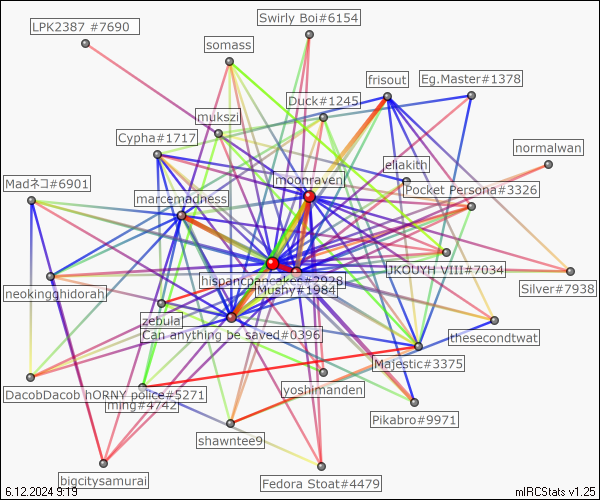 Swirly Boi#6154
LPK2387 #7690
somass
frisout
Eg.Master#1378
Duck#1245
mukszi
Cypha#1717
normalwan
eliakith
moonraven
Madネコ#6901
Pocket Persona#3326
marcemadness
JKOUYH VIII#7034
hispancpancakes#3928
Mushy#1984
Silver#7938
neokingghidorah
zebula
Can anything be saved#0396
thesecondtwat
Majestic#3375
DacobDacob hORNY police#5271
yoshimanden
ming#4742
Pikabro#9971
shawntee9
bigcitysamurai
Fedora Stoat#4479
6.12.2024 9:19
mIRCStats v1.25